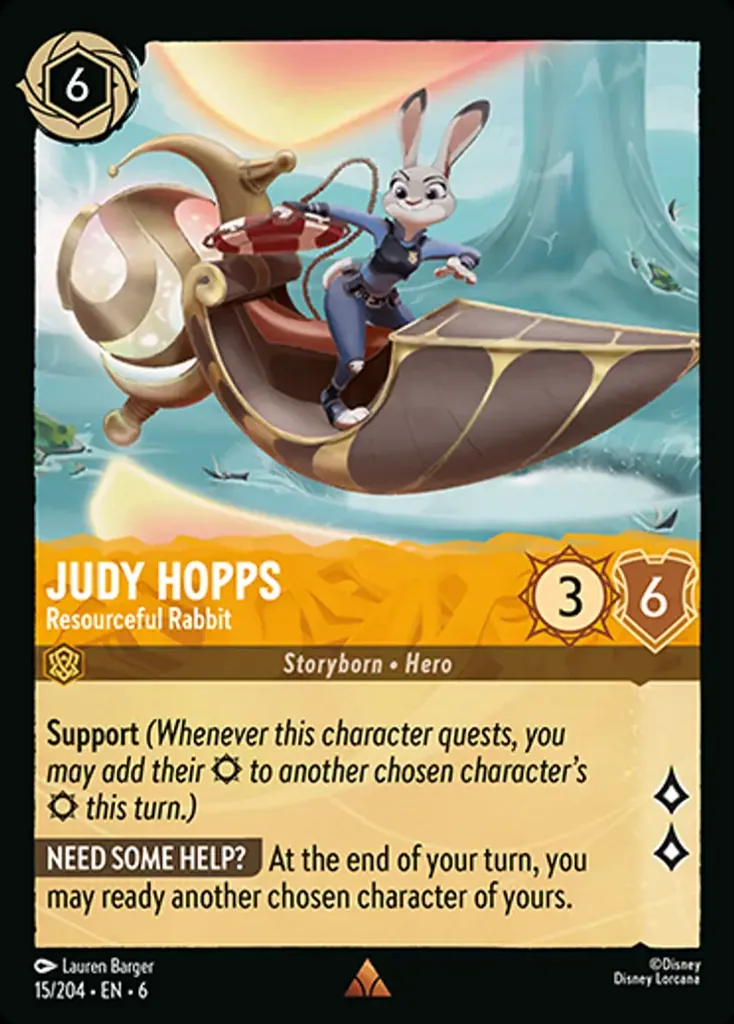 6
JUDY HOPPS
Resourceful Rabbit
3
6
Storyborn • Hero
Support (Whenever this character quests, you
may add their to another chosen character's
this turn.)
NEED SOME HELP? At the end of your turn, you
may ready another chosen character of yours.
Lauren Barger
15/204 • EN • 6
©Disney
Disney Lorcana